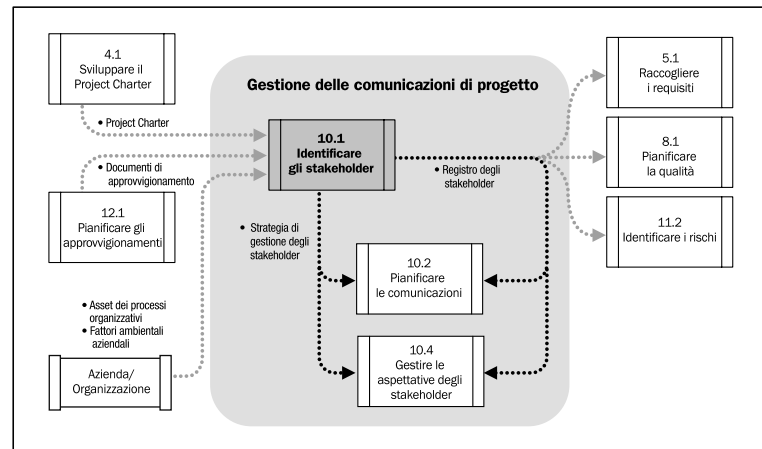 4.1
Sviluppare il
Project Charter
Gestione delle comunicazioni di progetto
5.1
Raccogliere
i requisiti
• Project Charter
10.1
Identificare
gli stakeholder
• Documenti di
approvvigionamento
• Registro degli
stakeholder
8.1
Pianificare
la qualità
12.1
Pianificare gli
approvvigionamenti
• Strategia di
gestione degli
stakeholder
11.2
Identificare i rischi
10.2
Pianificare
le comunicazioni
• Asset dei processi
organizzativi
• Fattori ambientali
aziendali
10.4
Gestire le
aspettative degli
stakeholder
Azienda/
Organizzazione